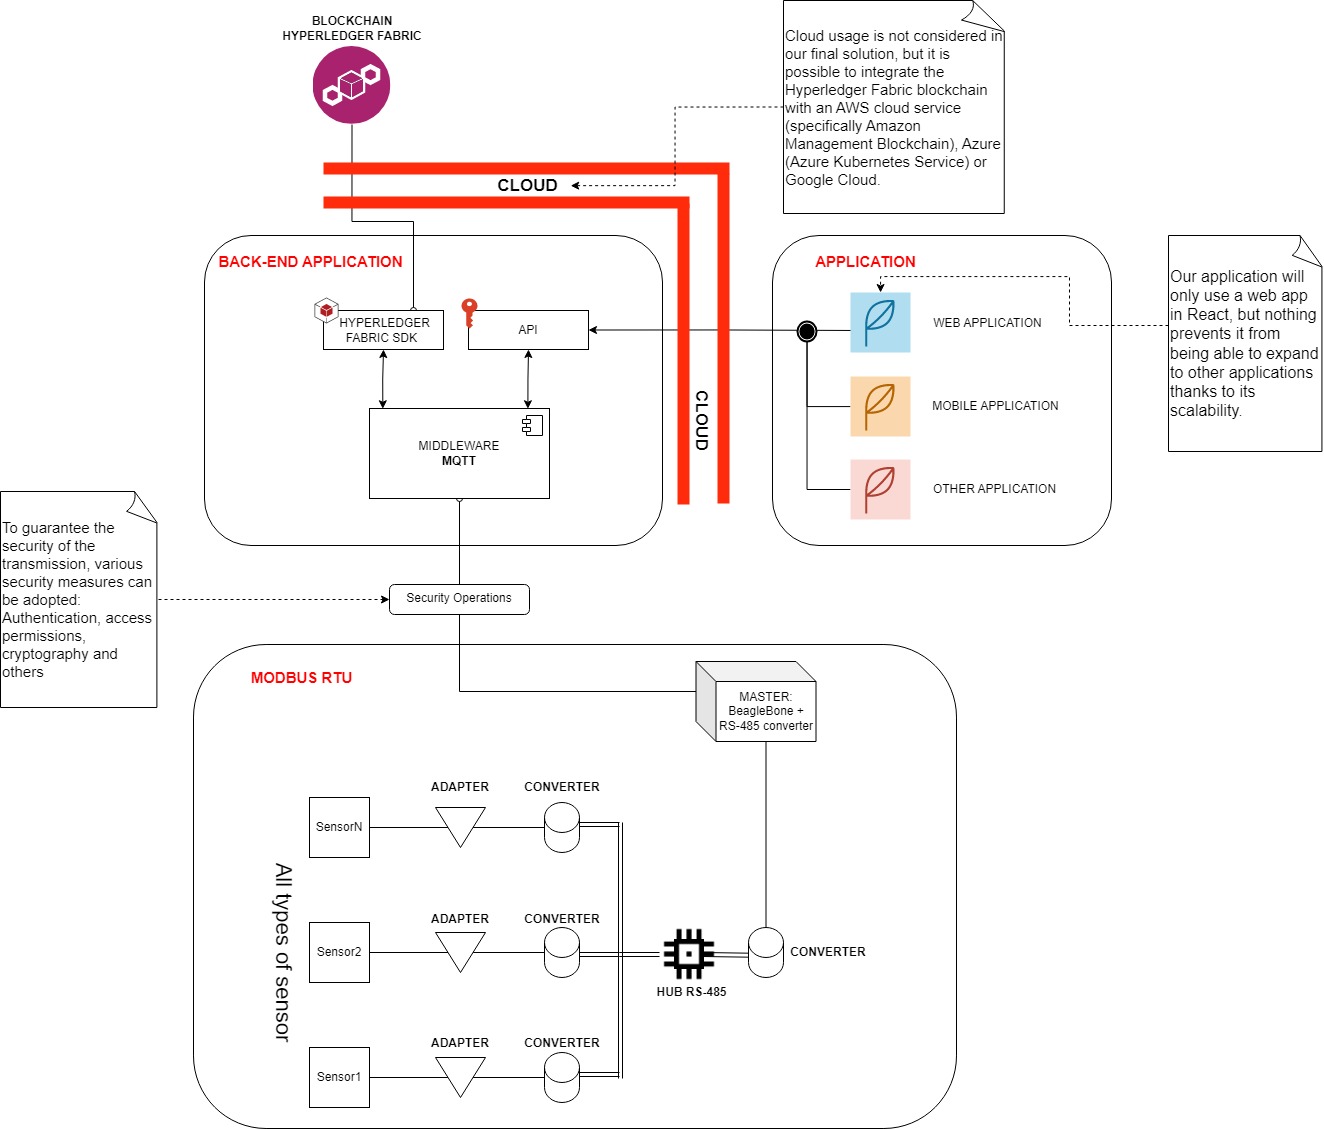 BLOCKCHAIN
HYPERLEDGER FABRIC
Cloud usage is not considered in
our final solution, but it is
possible to integrate the
Hyperledger Fabric blockchain
with an AWS cloud service
(specifically Amazon
Management Blockchain), Azure
(Azure Kubernetes Service) or
Google Cloud.
CLOUD
BACK-END APPLICATION
HYPERLEDGER
FABRIC SDK
API
MIDDLEWARE
MQTT
CLOUD
APPLICATION
WEB APPLICATION
MOBILE APPLICATION
OTHER APPLICATION
Our application will
only use a web app
in React, but nothing
prevents it from
being able to expand
to other applications
thanks to its
scalability.
To guarantee the
security of the
transmission, various
security measures can
be adopted:
Authentication, access
permissions,
cryptography and
others
Security Operations
MODBUS RTU
MASTER:
BeagleBone +
RS-485 converter
ADAPTER
CONVERTER
SensorN
All types of sensor
ADAPTER
CONVERTER
Sensor2
HUB RS-485
CONVERTER
ADAPTER
CONVERTER
Sensor1